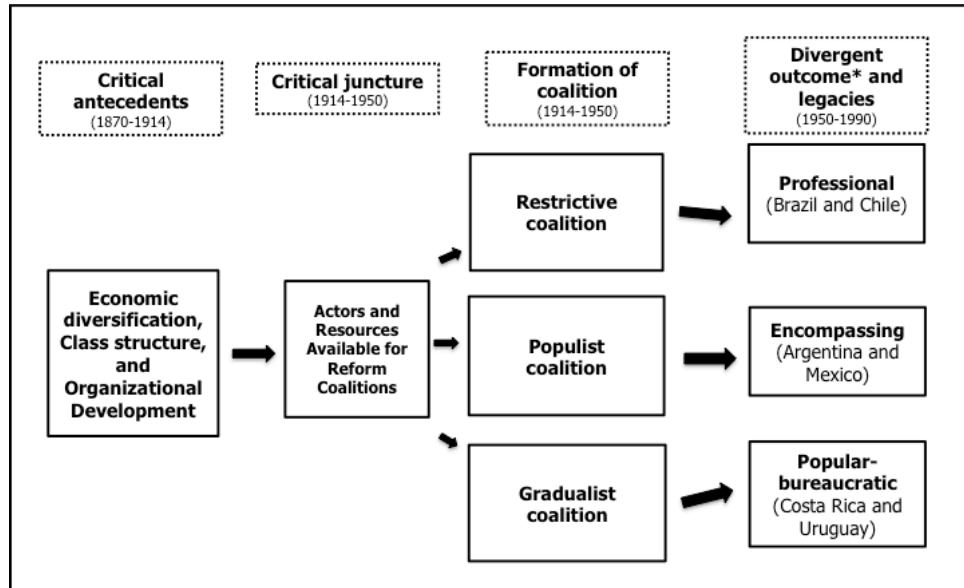 Critical
antecedents
(1870-1914)
Critical juncture
(1914-1950)
Formation of
coalition
(1914-1950)
Divergent
outcome* and
legacies
(1950-1990)
Economic
diversification,
Class structure,
and
Organizational
Development
Actors and
Resources
Available for
Reform
Coalitions
Restrictive
coalition
Populist
coalition
Gradualist
coalition
Professional
(Brazil and Chile)
Encompassing
(Argentina and
Mexico)
Popular-
bureaucratic
(Costa Rica and
Uruguay)